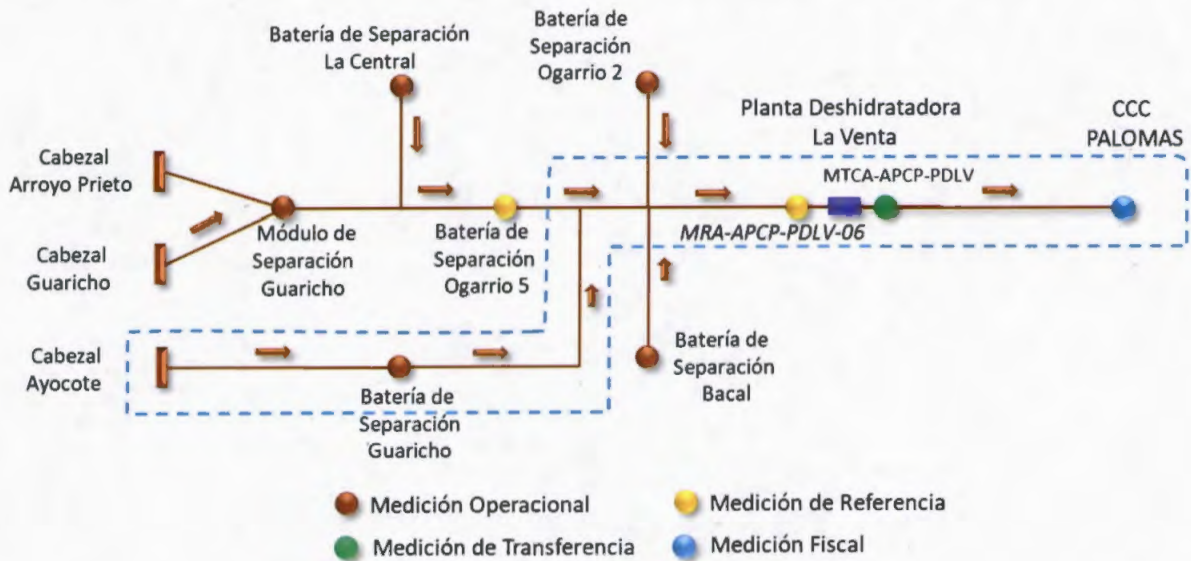 Batería de Separación
La Central
Batería de
Separación
Ogarrio 2
Planta Deshidratadora
La Venta
CCC
PALOMAS
MTCA-APCP-PDLV
Cabezal
Arroyo Prieto
Cabezal
Guaricho
Módulo de
Separación
Guaricho
Batería de
Separación
Ogarrio 5
MRA-APCP-PDLV-06
Cabezal
Ayocote
Batería de
Separación
Guaricho
Batería de
Separación
Bacal
Medición Operacional
Medición de Referencia
Medición de Transferencia
Medición Fiscal